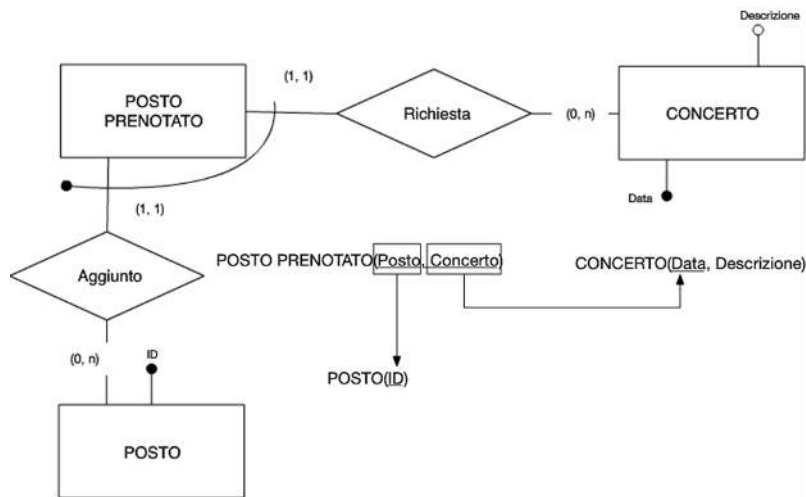 Descrizione
(1, 1)
POSTO
PRENOTATO
Richiesta
(0, n)
CONCERTO
Data
(1, 1)
Aggiunto
POSTO PRENOTATO(Posto, Concerto)
CONCERTO(Data, Descrizione)
(0, n)
ID
POSTO(ID)
POSTO